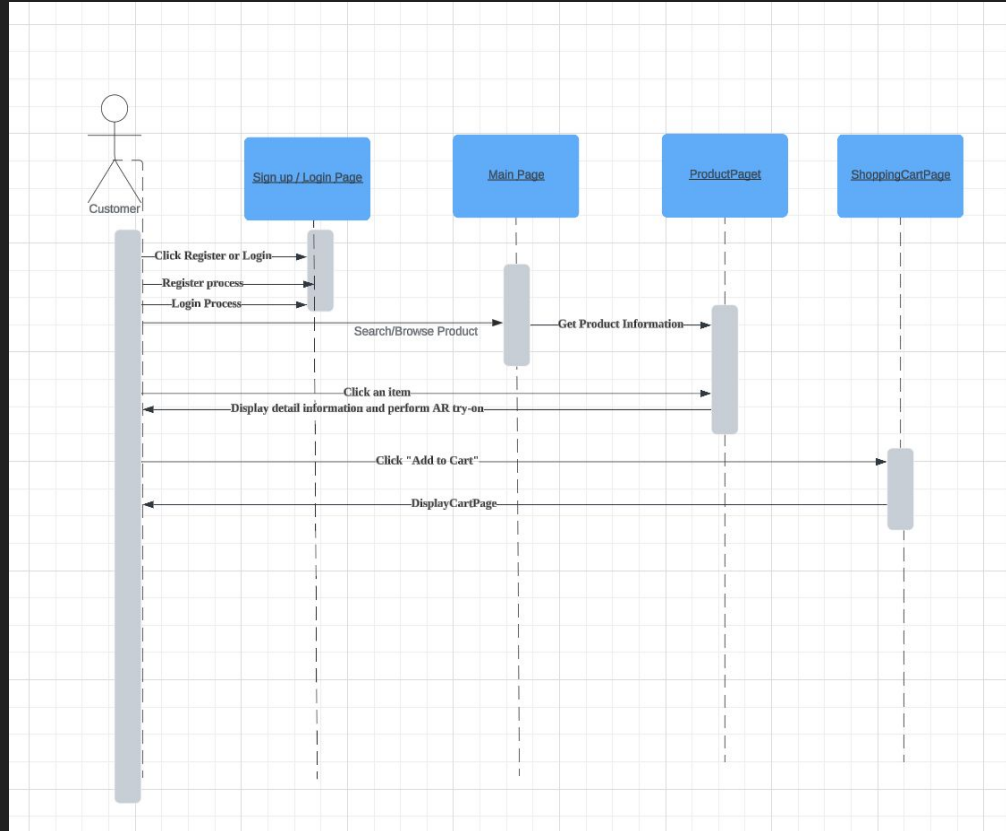 Customer
Sign up / Login Page
Main Page
ProductPaget
ShoppingCartPage
Click Register or Login
Register process
Login Process
Search/Browse Product
Get Product Information
Click an item
Display detail information and perform AR try-on
Click "Add to Cart"
DisplayCartPage